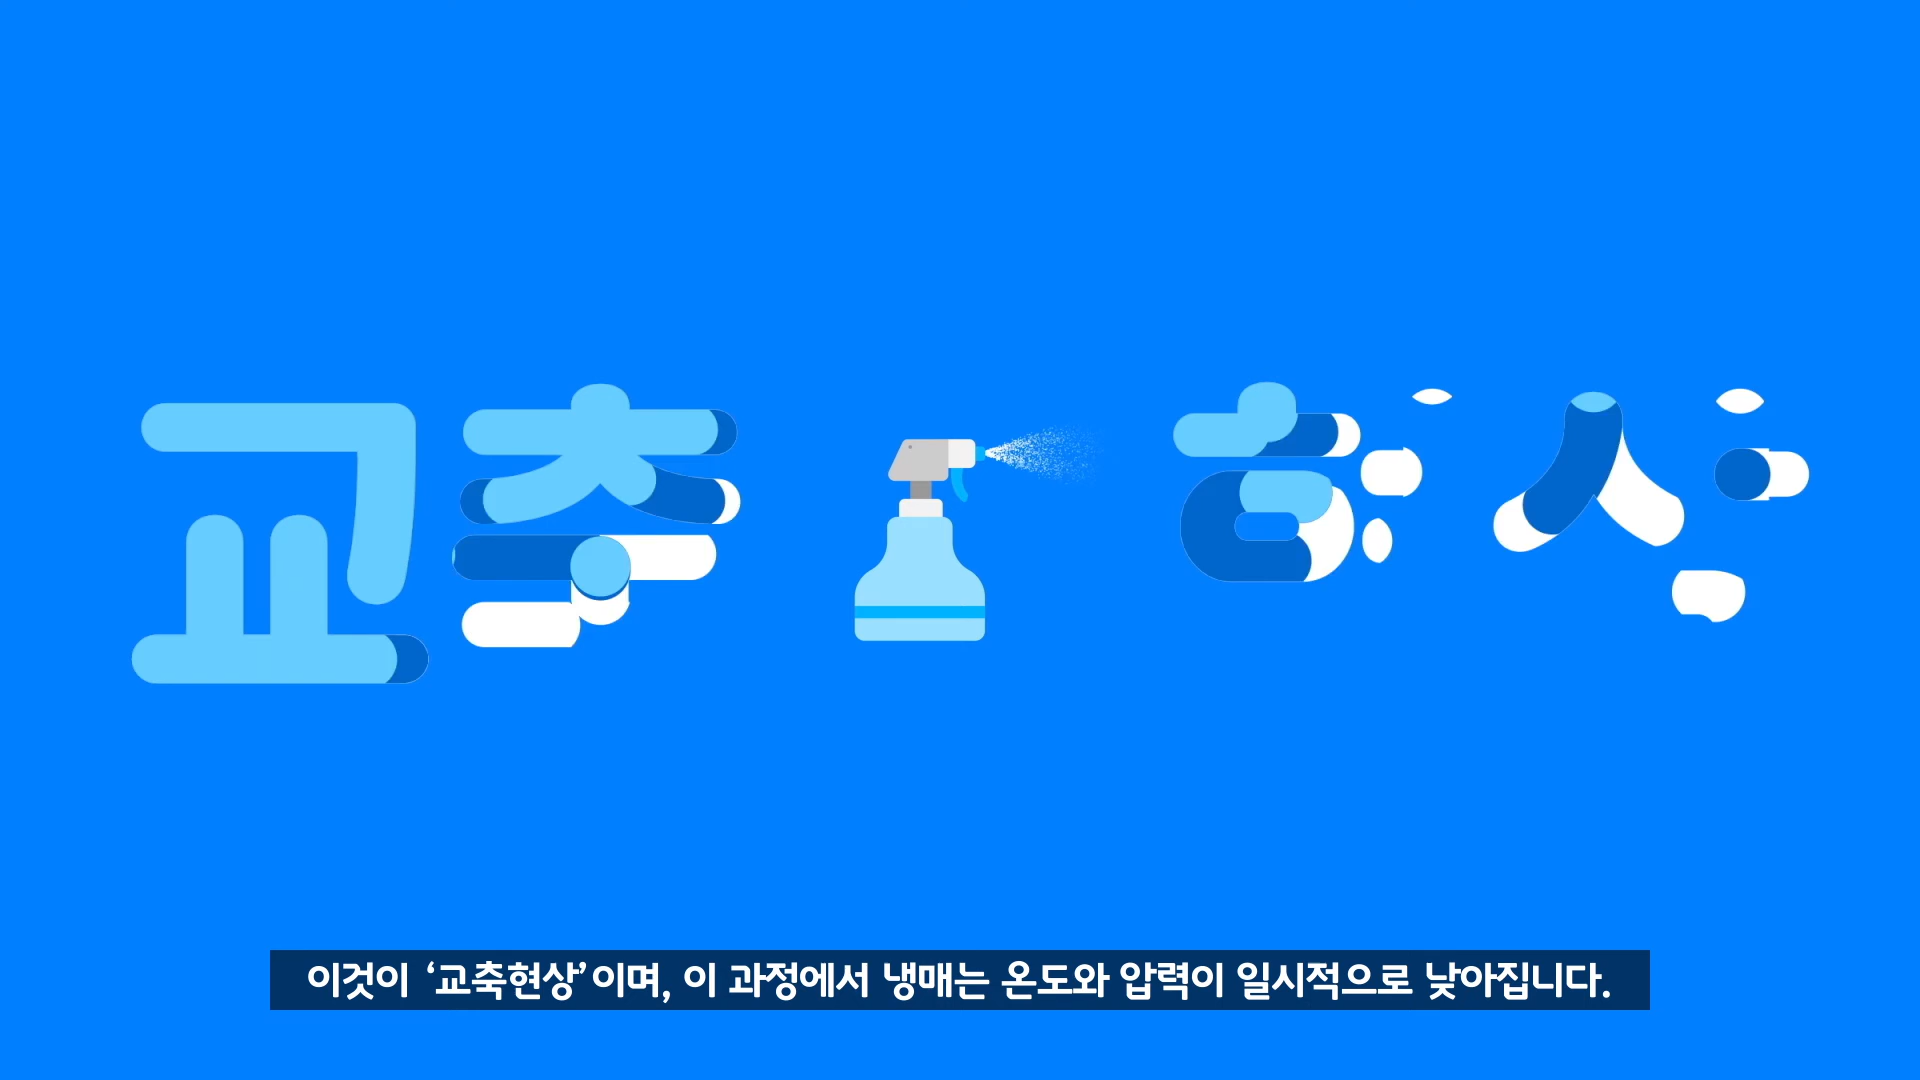 교축 현상
이것이 ‘교축현상’이며, 이 과정에서 냉매는 온도와 압력이 일시적으로 낮아집니다.